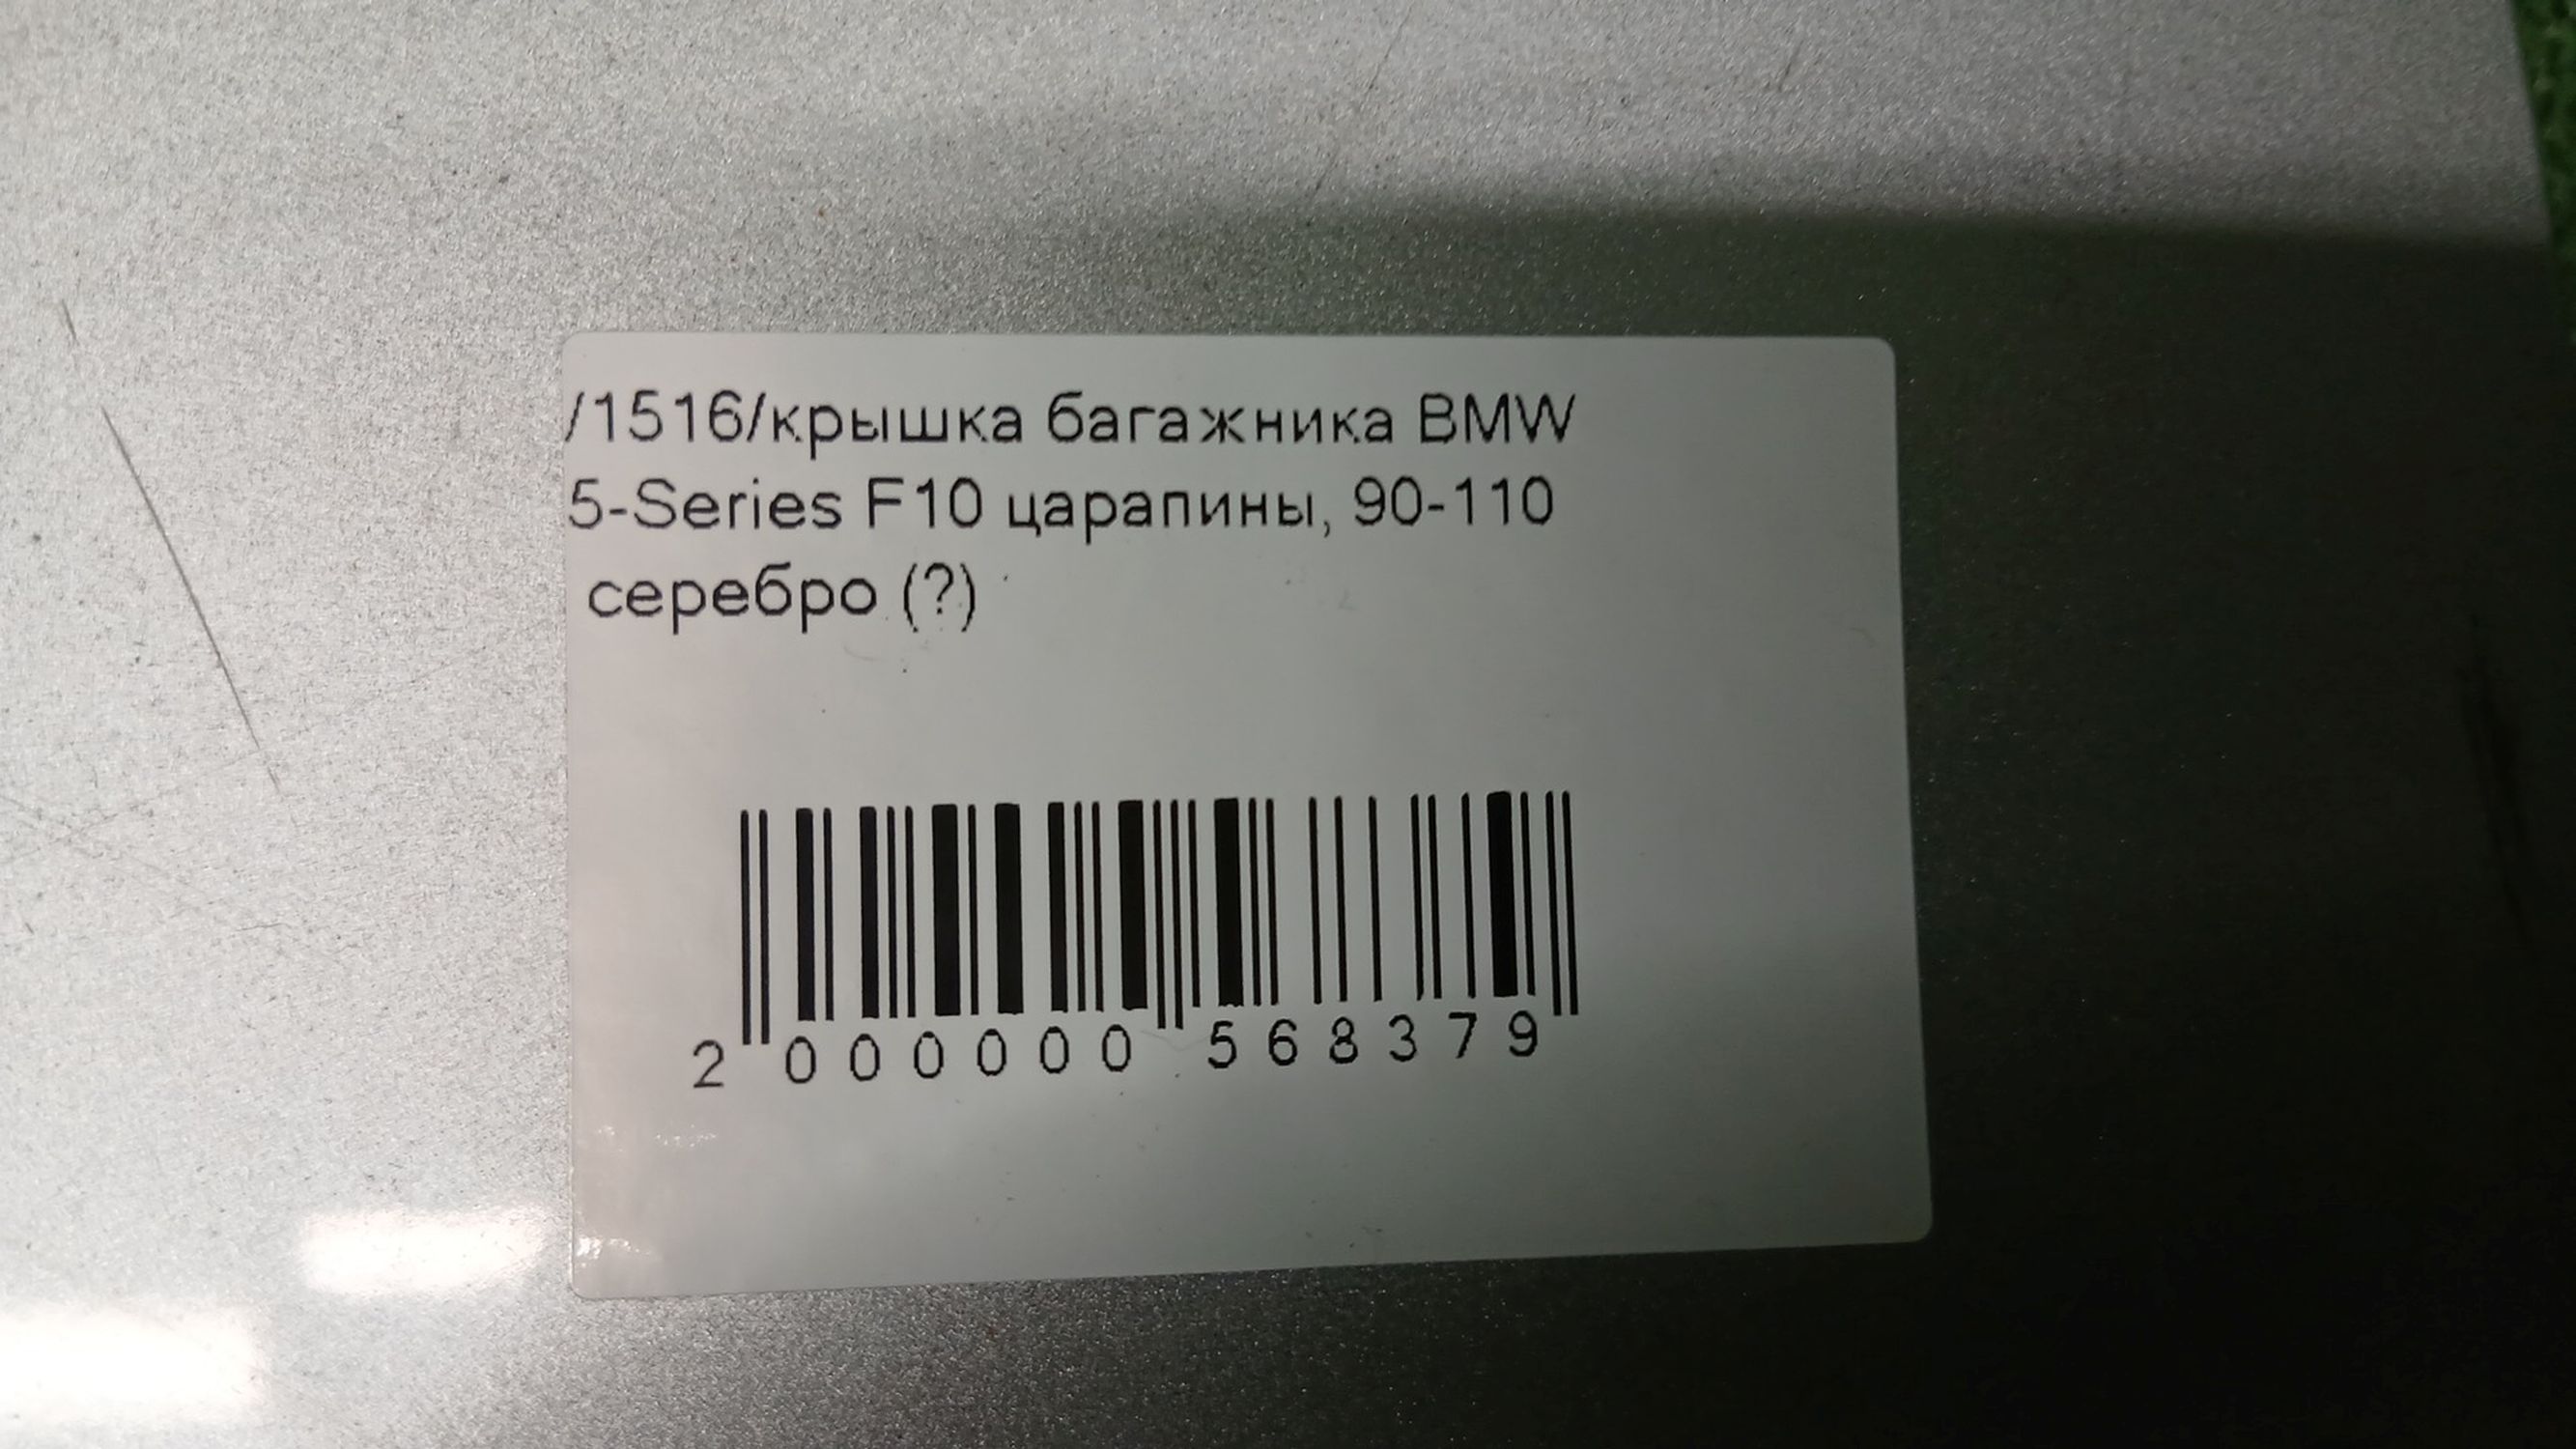 /1516/крышка багажника BMW
5-Series F10 царапины, 90-110
серебро (?)
2 000000 568379